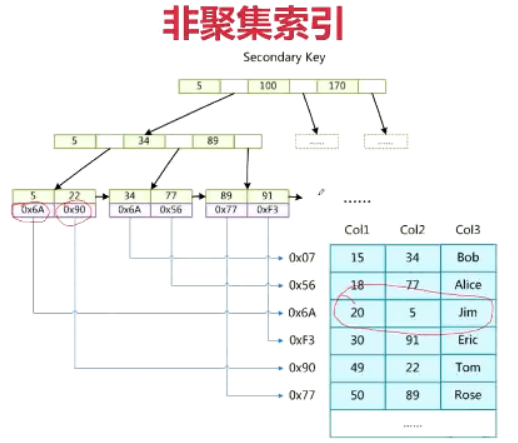 非聚集索引
Secondary Key
5 100 170
5 34 89
...... ......
5 22 34 77 89 91
0x6A 0x90 0x6A 0x56 0x77 0xF3
......
Col1 Col2 Col3
0x07 15 34 Bob
0x56 18 77 Alice
0x6A 20 5 Jim
0xF3 30 91 Eric
0x90 49 22 Tom
0x77 50 89 Rose
......